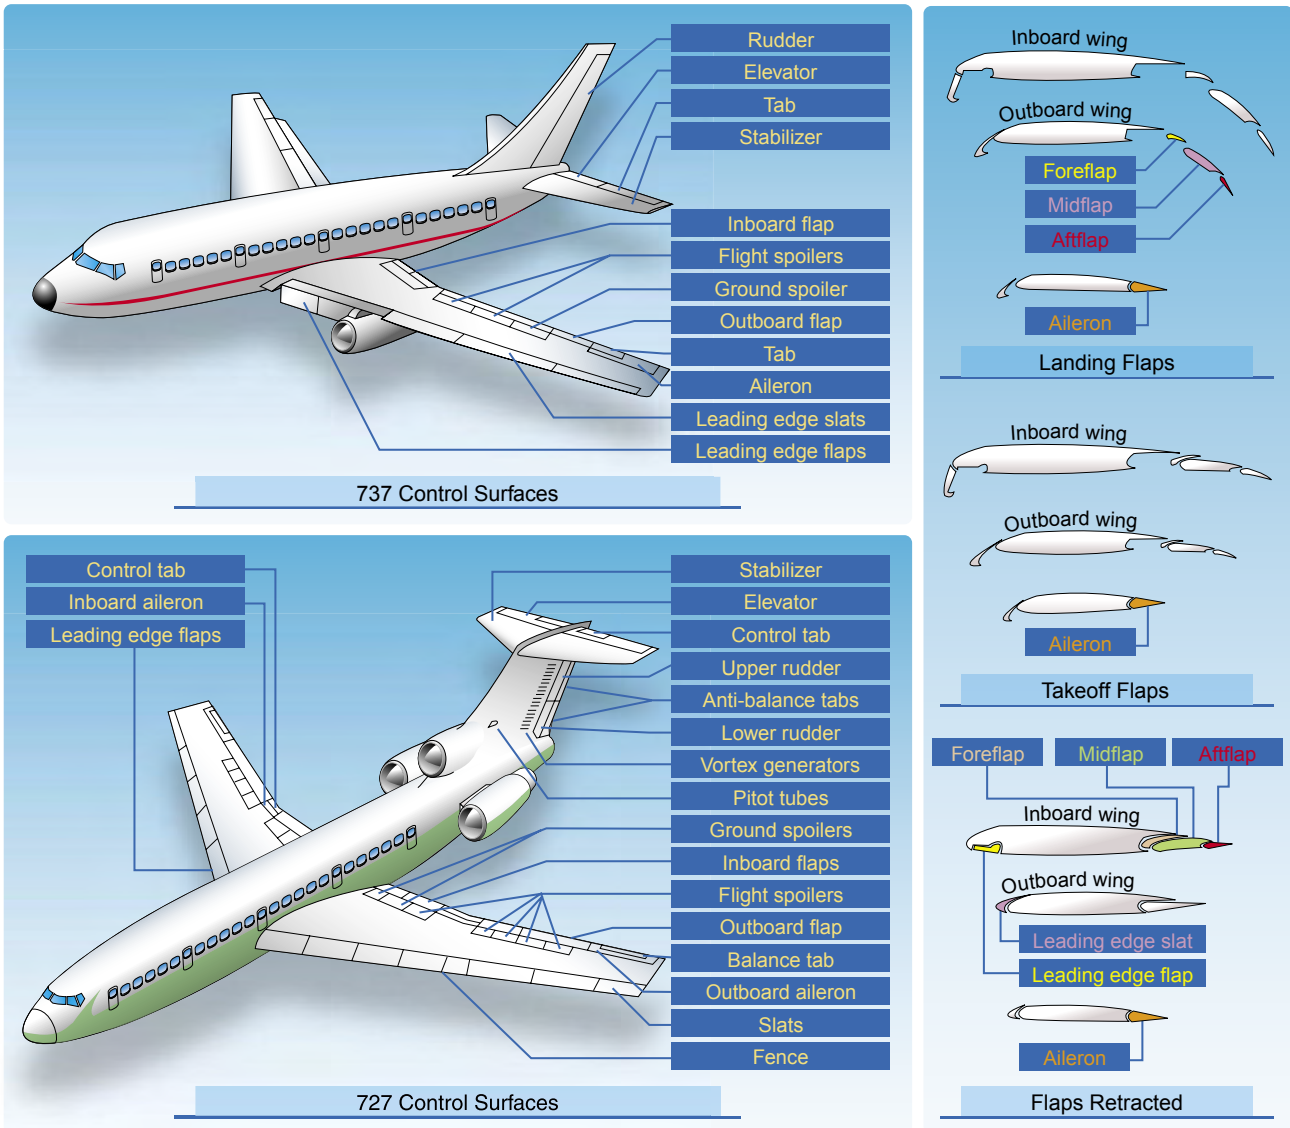 Rudder
Elevator
Tab
Stabilizer
Inboard flap
Flight spoilers
Ground spoiler
Outboard flap
Tab
Aileron
Leading edge slats
Leading edge flaps
737 Control Surfaces
Control tab
Inboard aileron
Leading edge flaps
Stabilizer
Elevator
Control tab
Upper rudder
Anti-balance tabs
Lower rudder
Vortex generators
Pitot tubes
Ground spoilers
Inboard flaps
Flight spoilers
Outboard flap
Balance tab
Outboard aileron
Slats
Fence
727 Control Surfaces
Inboard wing
Outboard wing
Foreflap
Midflap
Aftflap
Aileron
Landing Flaps
Inboard wing
Outboard wing
Aileron
Takeoff Flaps
Foreflap
Midflap
Aftflap
Inboard wing
Outboard wing
Leading edge slat
Leading edge flap
Aileron
Flaps Retracted